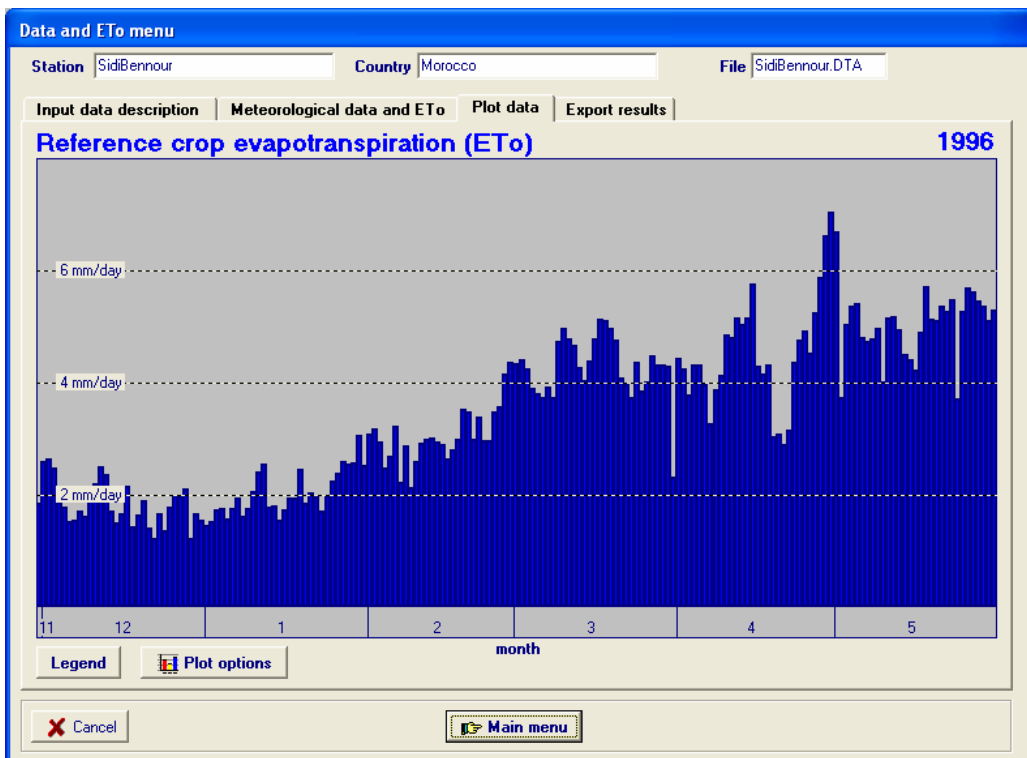 Data and ETo menu
Station SidiBennour Country Morocco File SidiBennour.DTA
Input data description Meteorological data and ETo Plot data Export results
Reference crop evapotranspiration (ETo) 1996
6 mm/day
4 mm/day
2 mm/day
11 12 1 2 3 4 5
month
Legend Plot options
Cancel Main menu